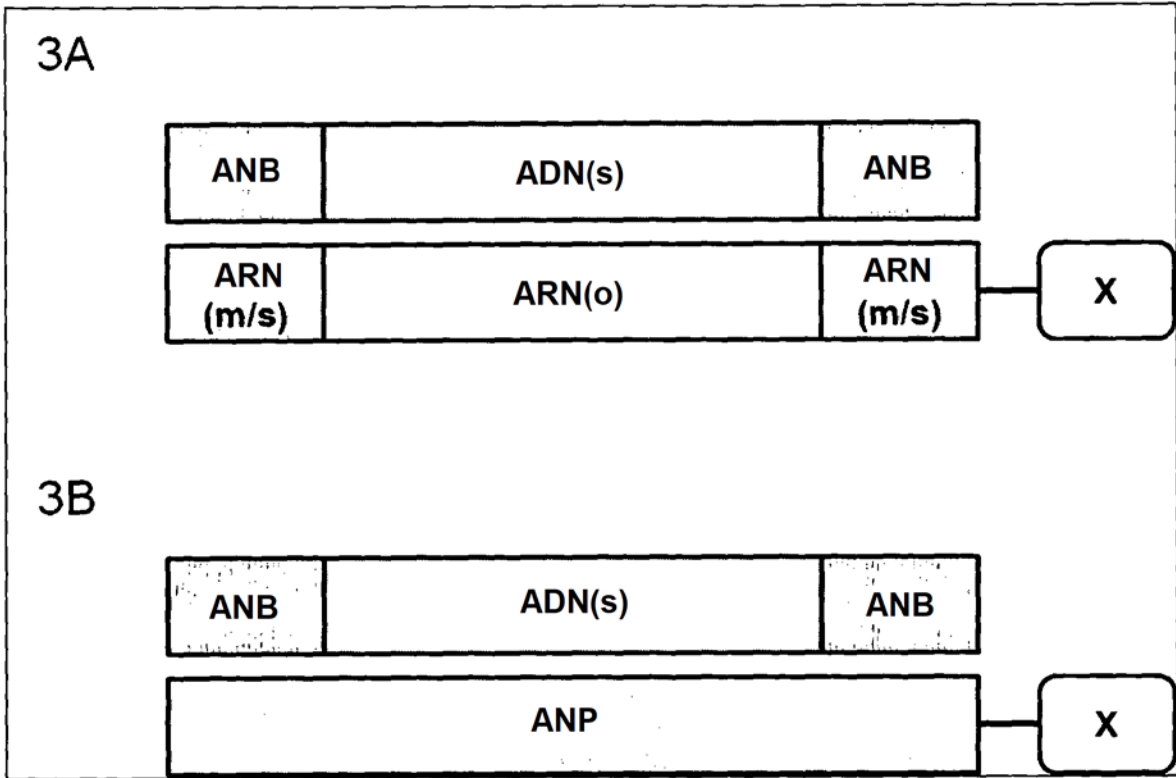 3A
ANB ADN(s) ANB
ARN (m/s) ARN(o) ARN (m/s) X
3B
ANB ADN(s) ANB
ANP X